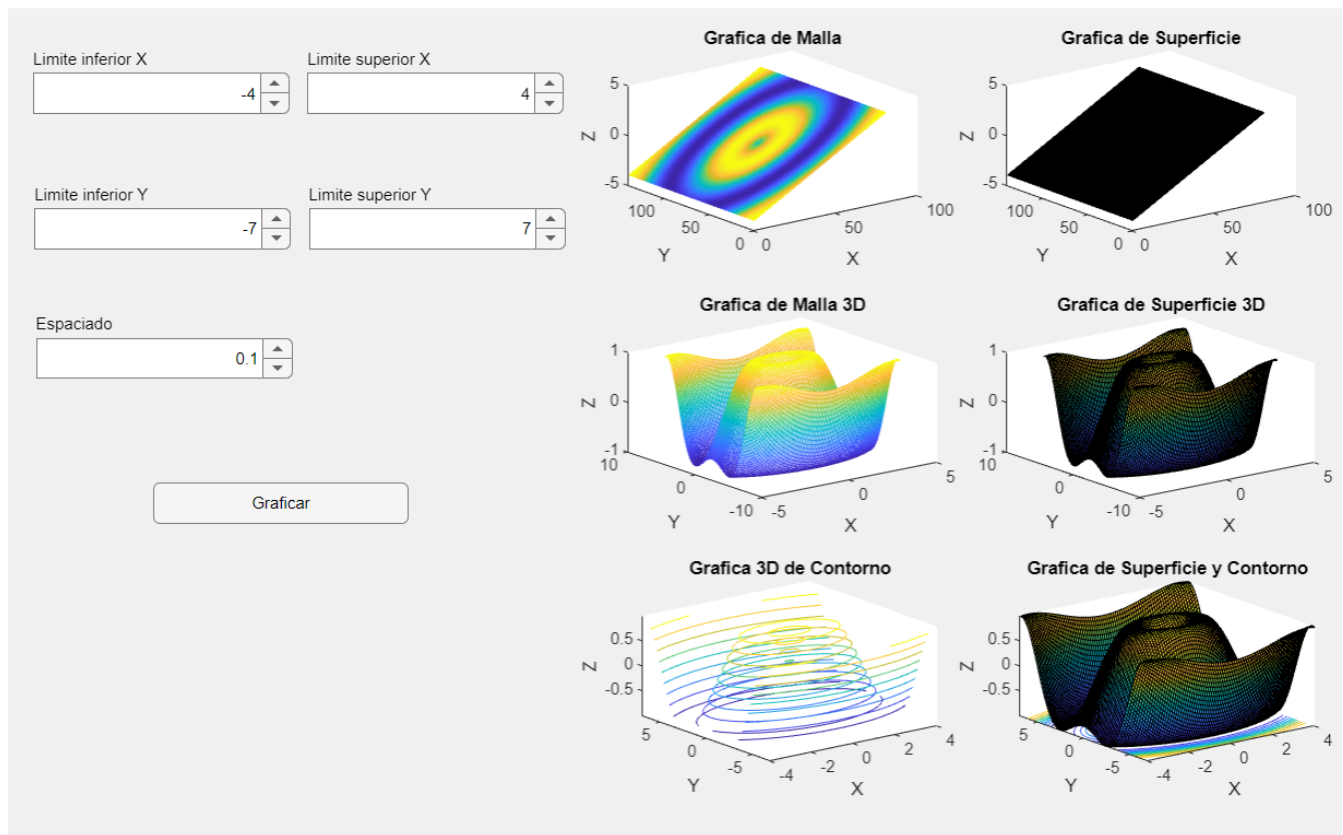 Limite inferior X
-4
Limite superior X
4
Limite inferior Y
-7
Limite superior Y
7
Espaciado
0.1
Graficar
Grafica de Malla
5
0
-5
Z
100
50
0
Y
0
50
100
X
Grafica de Superficie
5
0
-5
Z
100
50
0
Y
0
50
100
X
Grafica de Malla 3D
1
0
-1
Z
10
0
-10
Y
-5
0
5
X
Grafica de Superficie 3D
1
0
-1
Z
10
0
-10
Y
-5
0
5
X
Grafica 3D de Contorno
0.5
0
-0.5
Z
5
0
-5
Y
-4
-2
0
2
4
X
Grafica de Superficie y Contorno
0.5
0
-0.5
Z
5
0
-5
Y
-4
-2
0
2
4
X